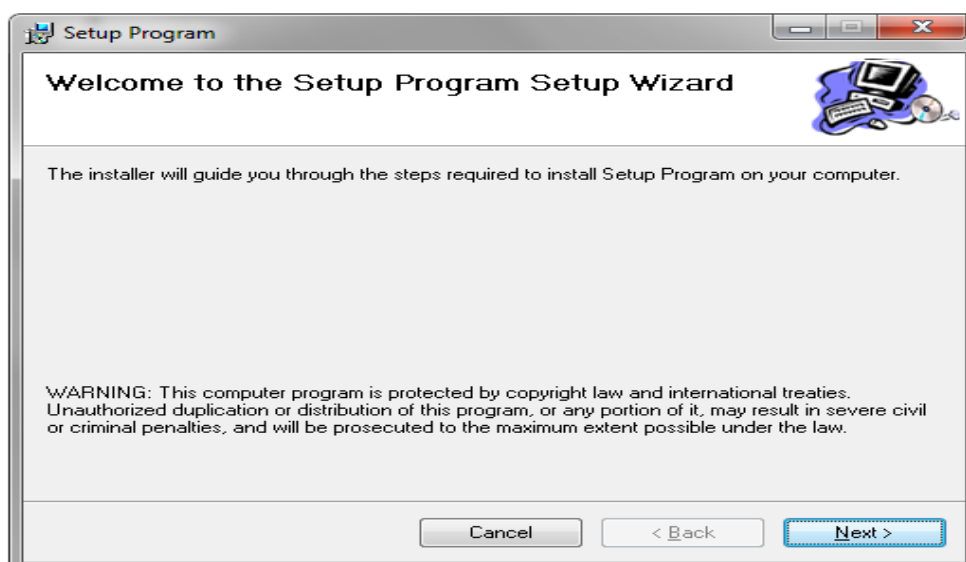 Setup Program
Welcome to the Setup Program Setup Wizard
The installer will guide you through the steps required to install Setup Program on your computer.
WARNING: This computer program is protected by copyright law and international treaties.
Unauthorized duplication or distribution of this program, or any portion of it, may result in severe civil
or criminal penalties, and will be prosecuted to the maximum extent possible under the law.
Cancel < Back Next >